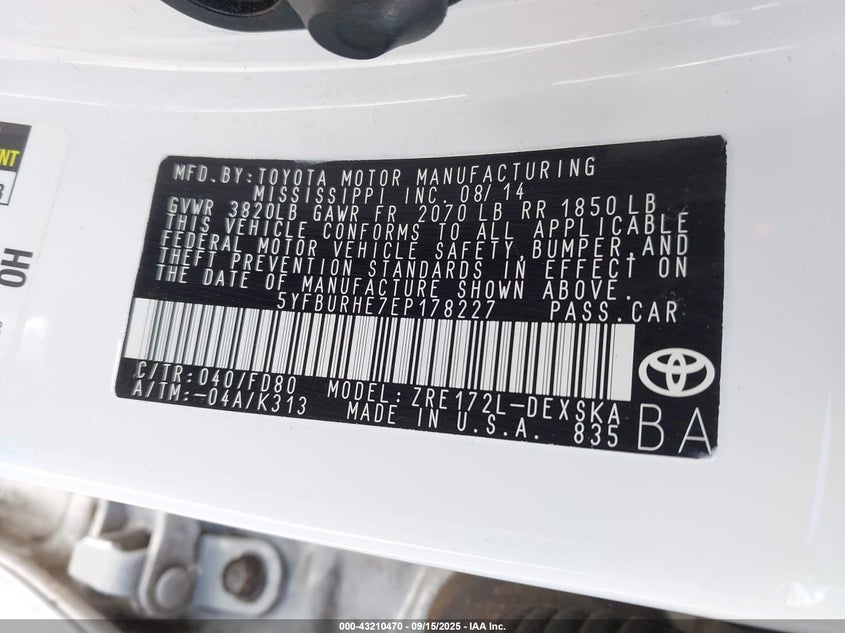 MFD. BY: TOYOTA MOTOR MANUFACTURING
MISSISSIPPI INC. 08/14
GVWR 3820LB GAWR FR 2070 LB RR 1850 LB
THIS VEHICLE CONFORMS TO ALL APPLICABLE
FEDERAL MOTOR VEHICLE SAFETY, BUMPER, AND
THEFT PREVENTION STANDARDS IN EFFECT ON
THE DATE OF MANUFACTURE SHOWN ABOVE.
5YFBURHE7EP178227 PASS. CAR
C/TR: 040/FD80 MODEL: ZRE172L-DEXSKA
A/TM: -04A/K313 MADE IN U.S.A. 835
BA
HO
000-43210470 - 09/15/2025 - IAA Inc.